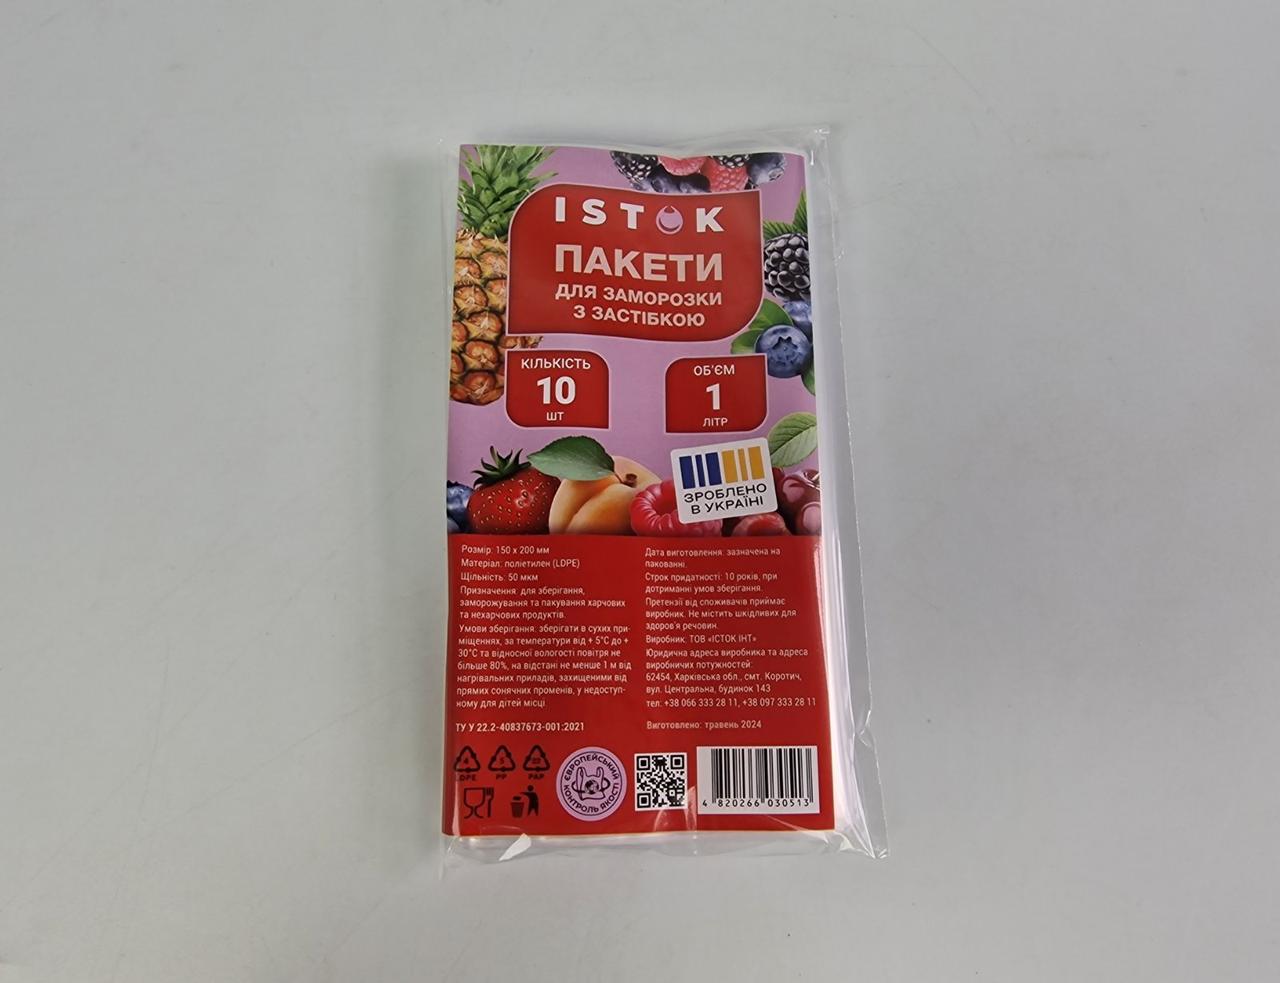 ISTOK
ПАКЕТИ
ДЛЯ ЗАМОРОЗКИ
З ЗАСТІБКОЮ
КІЛЬКІСТЬ
10
ШТ
ОБ'ЄМ
1
ЛІТР
ЗРОБЛЕНО
В УКРАЇНІ
Розмір: 150 х 200 мм
Матеріал: поліетилен (LDPE)
Щільність: 50 мкм
Призначення: для зберігання,
заморожування та пакування харчових
та нехарчових продуктів.
Умови зберігання: зберігати в сухих при-
міщеннях, за температури від + 5°С до +
30°С та відносної вологості повітря не
більше 80%, на відстані не менше 1 м від
нагрівальних приладів, захищеними від
прямих сонячних променів, у недоступ-
ному для дітей місці.
ТУ У 22.2-40837673-001:2021
Дата виготовлення: зазначена на
пакованні.
Строк придатності: 10 років, при
дотриманні умов зберігання.
Претензії від споживачів приймає
виробник. Не містить шкідливих для
здоров'я речовин.
Виробник: ТОВ «ІСТОК ІНТ»
Юридична адреса виробника та адреса
виробничих потужностей:
62454, Харківська обл., смт. Коротич,
вул. Центральна, будинок 143
тел: +38 066 333 28 11, +38 097 333 28 11
Виготовлено: травень 2024
4
LDPE
5
PP
22
PAP
ЄВРОПЕЙСЬКИЙ
КОНТРОЛЬ ЯКОСТІ
4 820266 030513